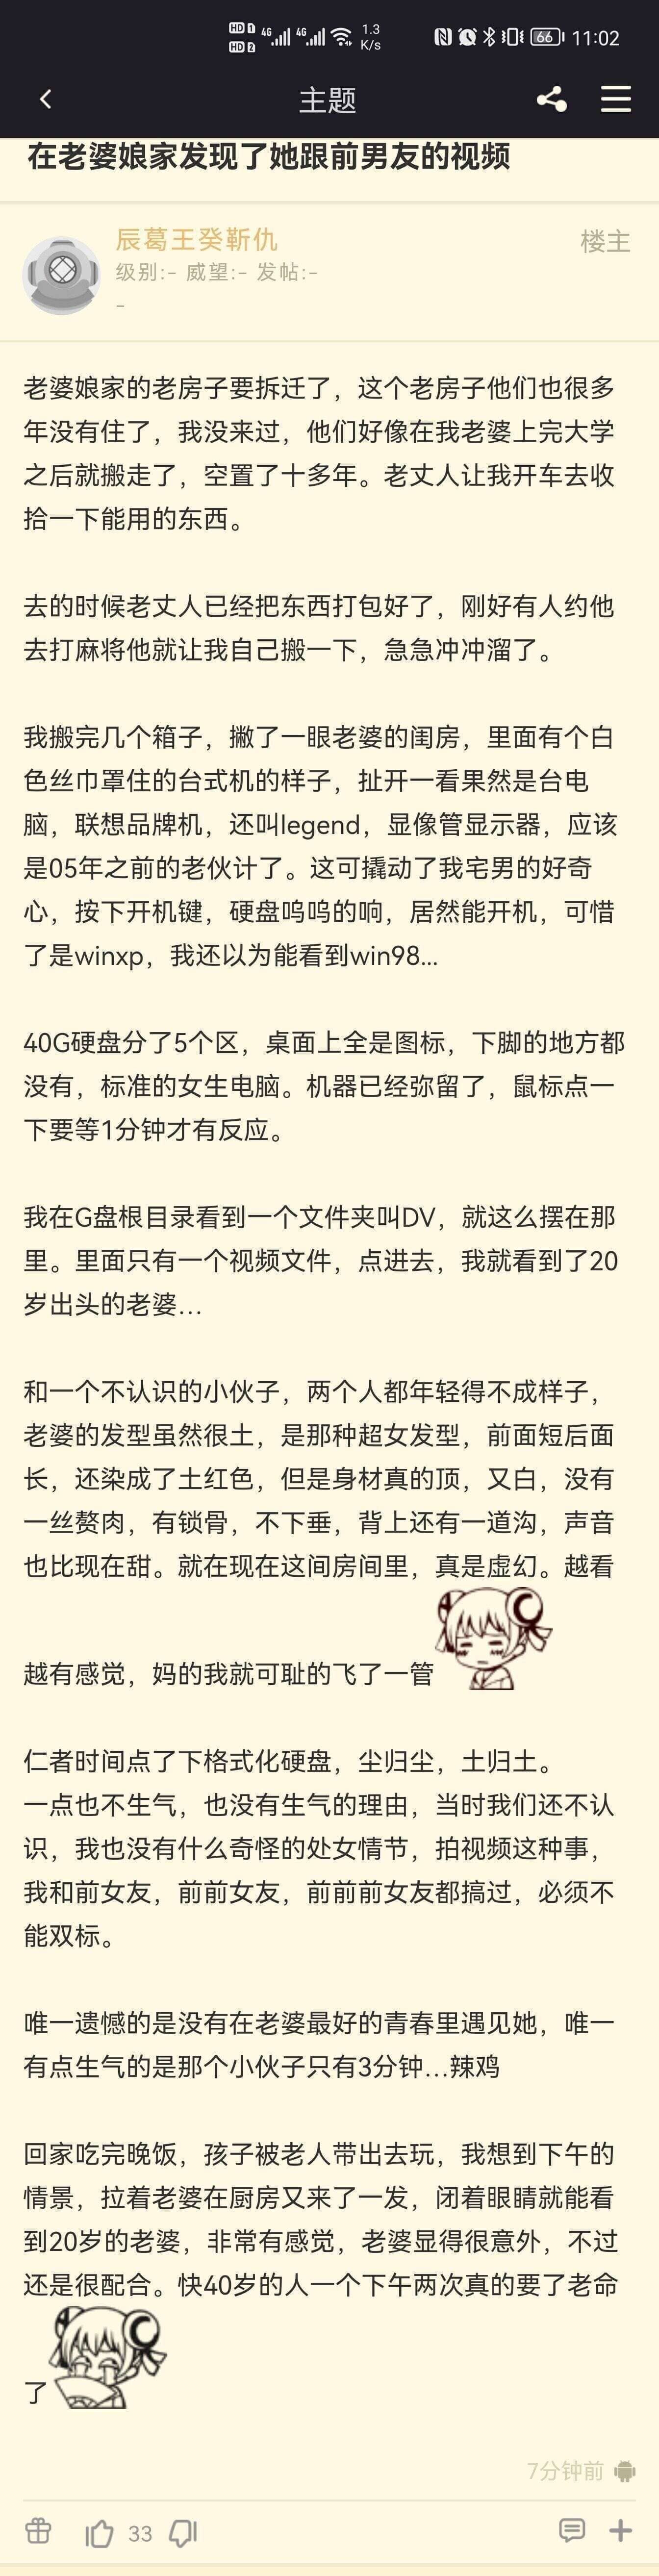 HD 1 4G 4G 1.3 66 11:02
HD 2 K/s
主题
在老婆娘家发现了她跟前男友的视频
辰葛王癸靳仇 楼主
级别:- 威望:- 发帖:-
-
老婆娘家的老房子要拆迁了，这个老房子他们也很多
年没有住了，我没来过，他们好像在我老婆上完大学
之后就搬走了，空置了十多年。老丈人让我开车去收
拾一下能用的东西。
去的时候老丈人已经把东西打包好了，刚好有人约他
去打麻将他就让我自己搬一下，急急冲冲溜了。
我搬完几个箱子，撇了一眼老婆的闺房，里面有个白
色丝巾罩住的台式机的样子，扯开一看果然是台电
脑，联想品牌机，还叫legend，显像管显示器，应该
是05年之前的老伙计了。这可撬动了我宅男的好奇
心，按下开机键，硬盘呜呜的响，居然能开机，可惜
了是winxp，我还以为能看到win98...
40G硬盘分了5个区，桌面上全是图标，下脚的地方都
没有，标准的女生电脑。机器已经弥留了，鼠标点一
下要等1分钟才有反应。
我在G盘根目录看到一个文件夹叫DV，就这么摆在那
里。里面只有一个视频文件，点进去，我就看到了20
岁出头的老婆…
和一个不认识的小伙子，两个人都年轻得不成样子，
老婆的发型虽然很土，是那种超女发型，前面短后面
长，还染成了土红色，但是身材真的顶，又白，没有
一丝赘肉，有锁骨，不下垂，背上还有一道沟，声音
也比现在甜。就在现在这间房间里，真是虚幻。越看
越有感觉，妈的我就可耻的飞了一管
仁者时间点了下格式化硬盘，尘归尘，土归土。
一点也不生气，也没有生气的理由，当时我们还不认
识，我也没有什么奇怪的处女情节，拍视频这种事，
我和前女友，前前女友，前前前女友都搞过，必须不
能双标。
唯一遗憾的是没有在老婆最好的青春里遇见她，唯一
有点生气的是那个小伙子只有3分钟…辣鸡
回家吃完晚饭，孩子被老人带出去玩，我想到下午的
情景，拉着老婆在厨房又来了一发，闭着眼睛就能看
到20岁的老婆，非常有感觉，老婆显得很意外，不过
还是很配合。快40岁的人一个下午两次真的要了老命
了
7分钟前
33